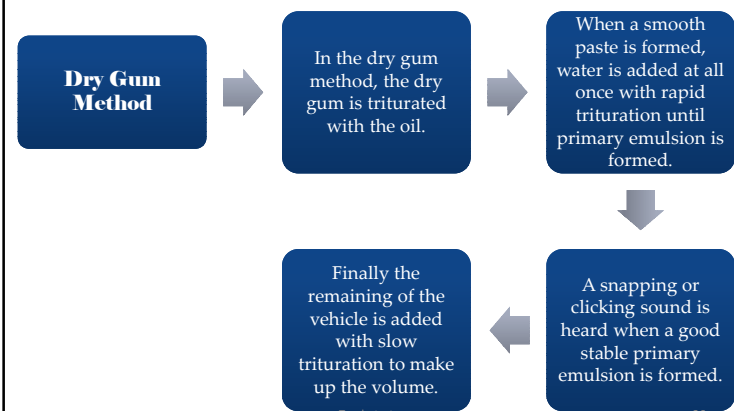 Dry Gum
Method
In the dry gum
method, the dry
gum is triturated
with the oil.
When a smooth
paste is formed,
water is added at all
once with rapid
trituration until
primary emulsion is
formed.
A snapping or
clicking sound is
heard when a good
stable primary
emulsion is formed.
Finally the
remaining of the
vehicle is added
with slow
trituration to make
up the volume.